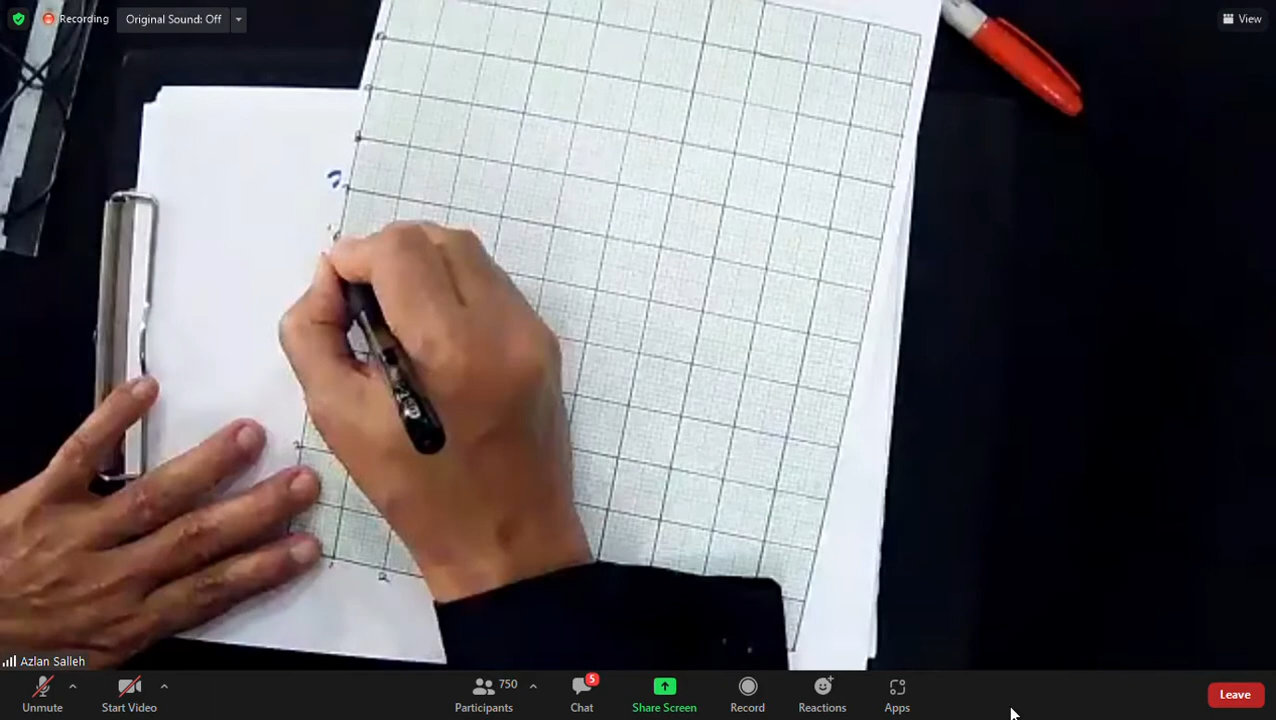 Recording
Original Sound: Off
View
Azlan Salleh
Unmute
Start Video
750
Participants
5
Chat
Share Screen
Record
Reactions
Apps
Leave